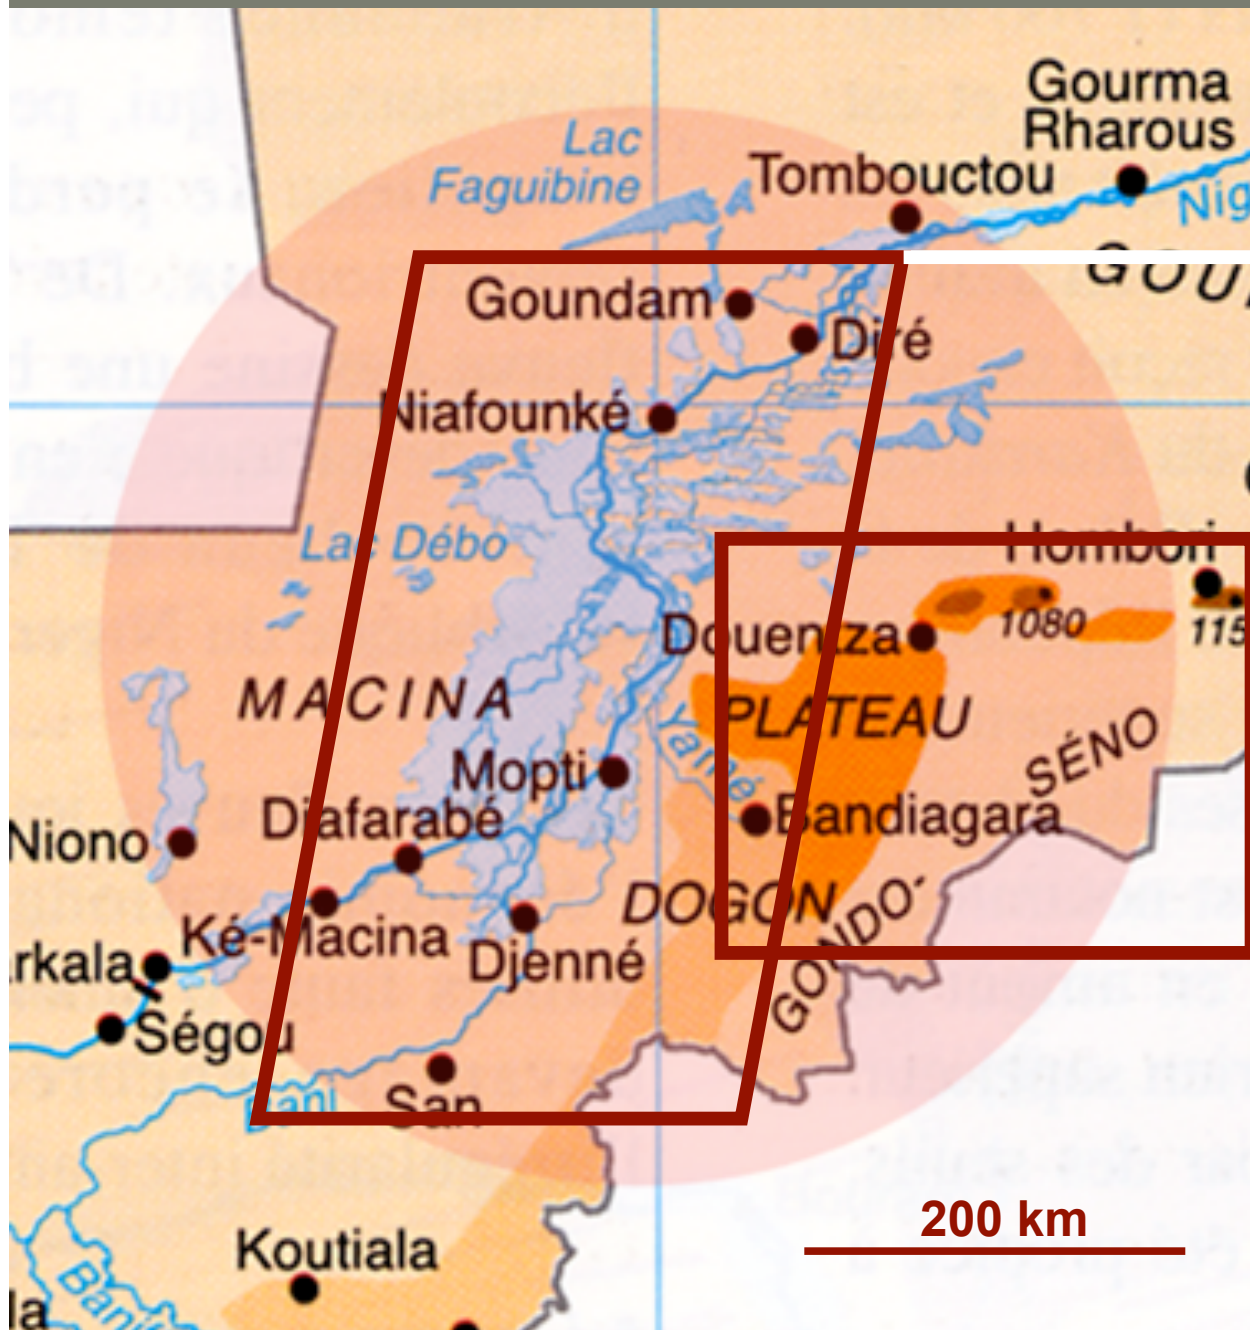 Gourma
Rharous
Lac
Faguibine
Tombouctou
Nig
GOU
Goundam
Diré
Niafounké
Lac Débo
Hombori
Douentza
1080
115
MACINA
PLATEAU
SÉNO
Yamé
Mopti
Diafarabé
Bandiagara
Niono
DOGON
Ké-Macina
GONDO
Djenné
rkala
Ségou
San
Bani
200 km
Koutiala
Bani
la